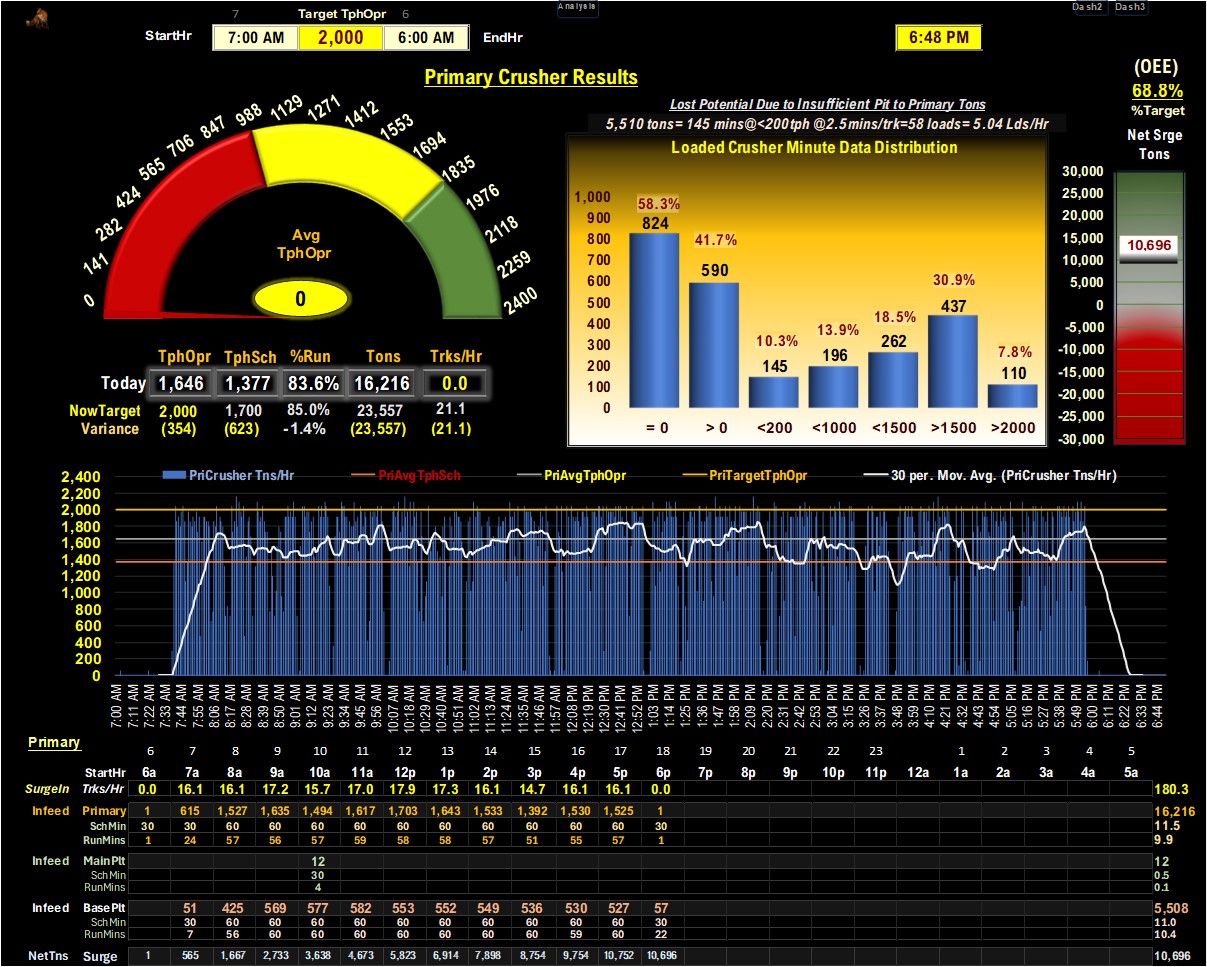 Analysis
Dash2 Dash3
7 Target TphOpr 6
StartHr 7:00 AM 2,000 6:00 AM EndHr
6:48 PM
Primary Crusher Results
(OEE)
68.8%
%Target
Net Srge
Tons
Lost Potential Due to Insufficient Pit to Primary Tons
5,510 tons= 145 mins@<200tph @2.5mins/trk=58 loads= 5.04 Lds/Hr
Loaded Crusher Minute Data Distribution
0 141 282 424 565 706 847 988 1129 1271 1412 1553 1694 1835 1976 2118 2259 2400
Avg
TphOpr
0
1,000
900
800
700
600
500
400
300
200
100
0
58.3% 41.7% 10.3% 13.9% 18.5% 30.9% 7.8%
824 590 145 196 262 437 110
= 0 > 0 <200 <1000 <1500 >1500 >2000
30,000
25,000
20,000
15,000
10,000
5,000
0
-5,000
-10,000
-15,000
-20,000
-25,000
-30,000
10,696
TphOpr TphSch %Run Tons Trks/Hr
Today 1,646 1,377 83.6% 16,216 0.0
NowTarget 2,000 1,700 85.0% 23,557 21.1
Variance (354) (623) -1.4% (23,557) (21.1)
PriCrusher Tns/Hr PriAvgTphSch PriAvgTphOpr PriTargetTphOpr 30 per. Mov. Avg. (PriCrusher Tns/Hr)
2,400
2,200
2,000
1,800
1,600
1,400
1,200
1,000
800
600
400
200
0
7:00 AM 7:11 AM 7:22 AM 7:33 AM 7:44 AM 7:55 AM 8:06 AM 8:17 AM 8:28 AM 8:39 AM 8:50 AM 9:01 AM 9:12 AM 9:23 AM 9:34 AM 9:45 AM 9:56 AM 10:07 AM 10:18 AM 10:29 AM 10:40 AM 10:51 AM 11:02 AM 11:13 AM 11:24 AM 11:35 AM 11:46 AM 11:57 AM 12:08 PM 12:19 PM 12:30 PM 12:41 PM 12:52 PM 1:03 PM 1:14 PM 1:25 PM 1:36 PM 1:47 PM 1:58 PM 2:09 PM 2:20 PM 2:31 PM 2:42 PM 2:53 PM 3:04 PM 3:15 PM 3:26 PM 3:37 PM 3:48 PM 3:59 PM 4:10 PM 4:21 PM 4:32 PM 4:43 PM 4:54 PM 5:05 PM 5:16 PM 5:27 PM 5:38 PM 5:49 PM 6:00 PM 6:11 PM 6:22 PM 6:33 PM 6:44 PM
Primary 6 7 8 9 10 11 12 13 14 15 16 17 18 19 20 21 22 23 1 2 3 4 5
StartHr 6a 7a 8a 9a 10a 11a 12p 1p 2p 3p 4p 5p 6p 7p 8p 9p 10p 11p 12a 1a 2a 3a 4a 5a
SurgeIn Trks/Hr 0.0 16.1 16.1 17.2 15.7 17.0 17.9 17.3 16.1 14.7 16.1 16.1 0.0 180.3
Infeed Primary 1 615 1,527 1,635 1,494 1,617 1,703 1,643 1,533 1,392 1,530 1,525 1 16,216
SchMin 30 30 60 60 60 60 60 60 60 60 60 60 30 11.5
RunMins 1 24 57 56 57 59 58 58 57 51 55 57 1 9.9
Infeed MainPlt 12 12
SchMin 30 0.5
RunMins 4 0.1
Infeed BasePlt 51 425 569 577 582 553 552 549 536 530 527 57 5,508
SchMin 30 60 60 60 60 60 60 60 60 60 60 30 11.0
RunMins 7 56 60 60 60 60 60 60 60 59 60 22 10.4
NetTns Surge 1 565 1,667 2,733 3,638 4,673 5,823 6,914 7,898 8,754 9,754 10,752 10,696 10,696